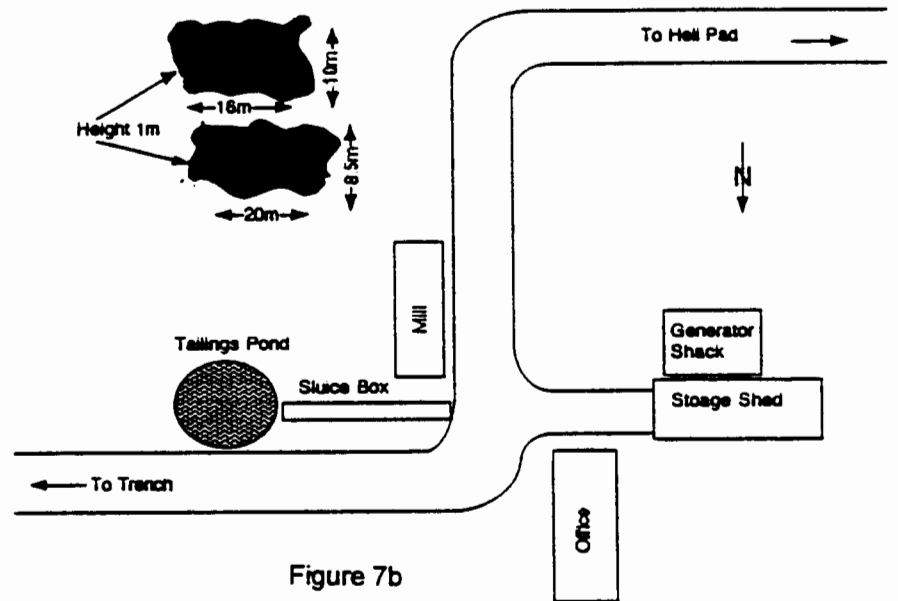 To Heli Pad
10m
16m
Height 1m
8.5m
20m
N
Mill
Generator
Shack
Tailings Pond
Sluice Box
Stoage Shed
To Trench
Office
Figure 7b